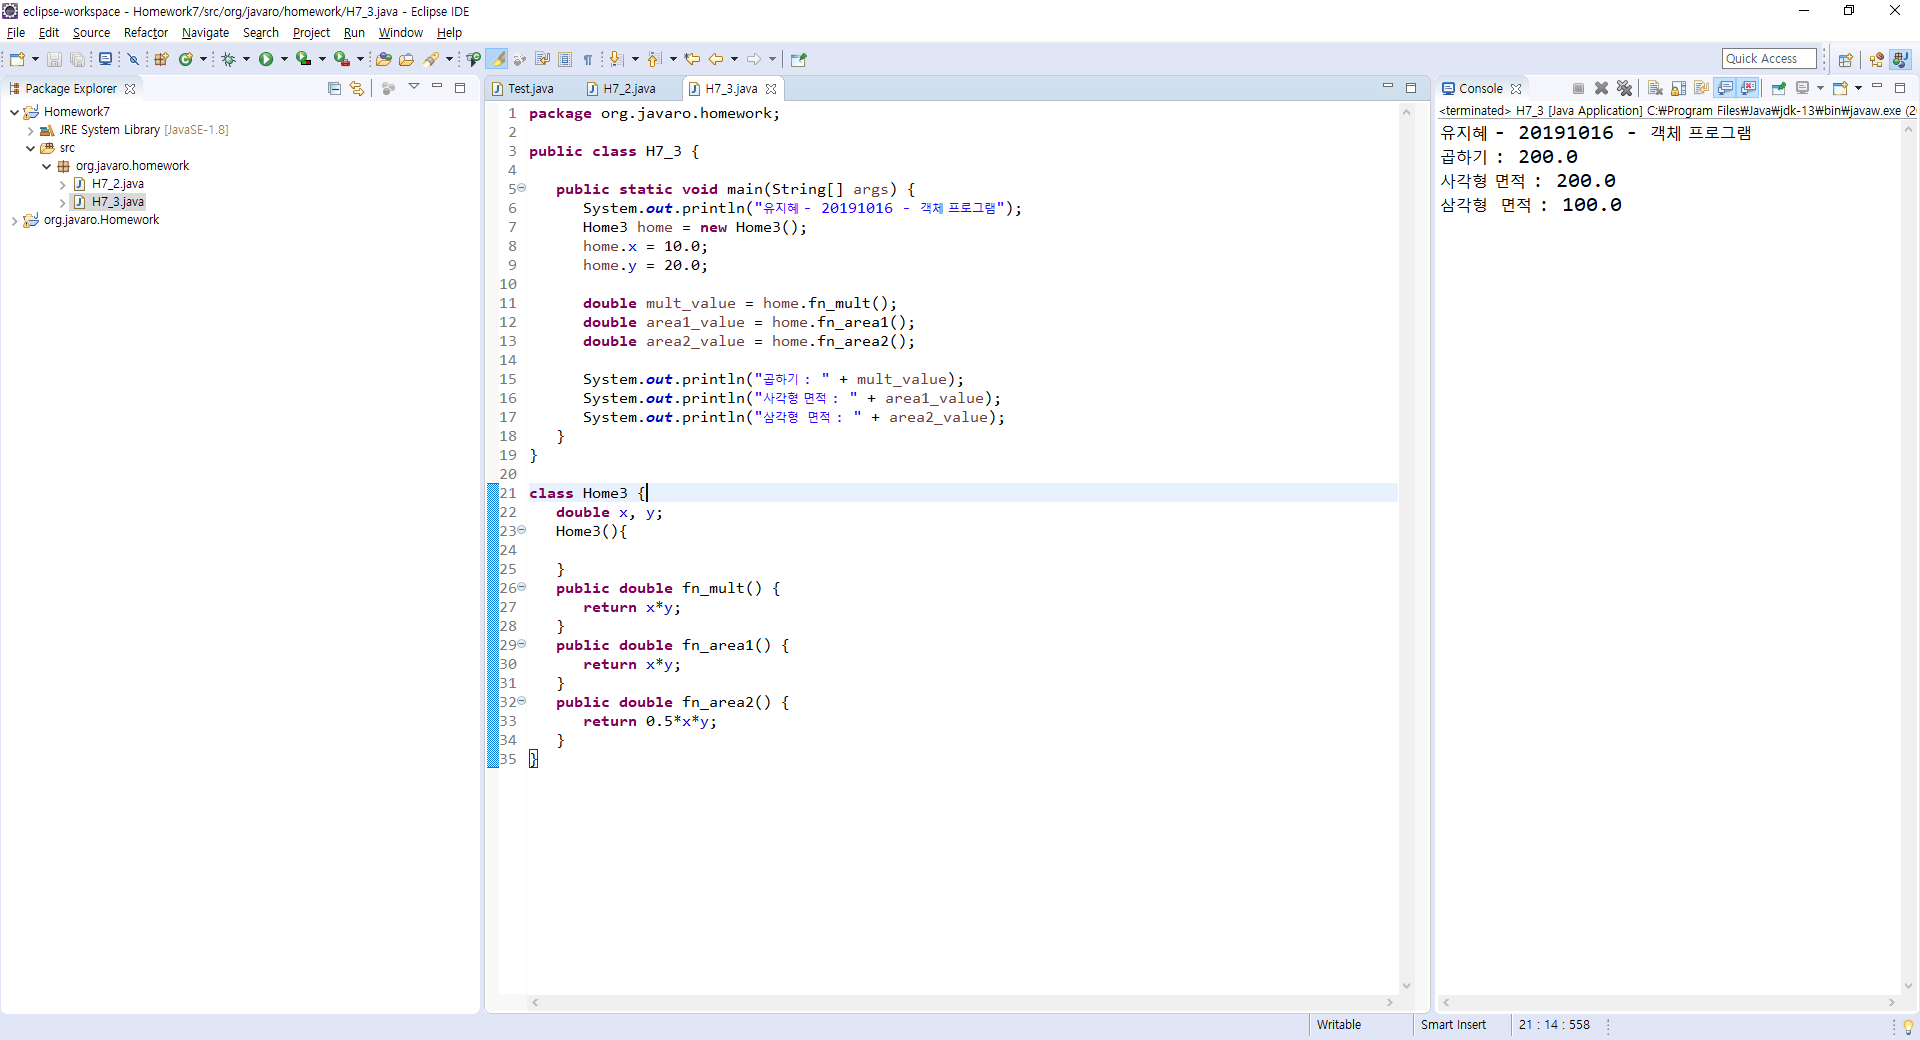 eclipse-workspace - Homework7/src/org/javaro/homework/H7_3.java - Eclipse IDE
File Edit Source Refactor Navigate Search Project Run Window Help
Quick Access
Package Explorer
Homework7
JRE System Library [JavaSE-1.8]
src
org.javaro.homework
H7_2.java
H7_3.java
org.javaro.Homework
Test.java H7_2.java H7_3.java
1 package org.javaro.homework;
2
3 public class H7_3 {
4
5 public static void main(String[] args) {
6 System.out.println("유지혜 - 20191016 - 객체 프로그램");
7 Home3 home = new Home3();
8 home.x = 10.0;
9 home.y = 20.0;
10
11 double mult_value = home.fn_mult();
12 double area1_value = home.fn_area1();
13 double area2_value = home.fn_area2();
14
15 System.out.println("곱하기 : " + mult_value);
16 System.out.println("사각형 면적 : " + area1_value);
17 System.out.println("삼각형 면적 : " + area2_value);
18 }
19 }
20
21 class Home3 {
22 double x, y;
23 Home3(){
24
25 }
26 public double fn_mult() {
27 return x*y;
28 }
29 public double fn_area1() {
30 return x*y;
31 }
32 public double fn_area2() {
33 return 0.5*x*y;
34 }
35 }
Console
<terminated> H7_3 [Java Application] C:₩Program Files₩Java₩jdk-13₩bin₩javaw.exe (2
유지혜 - 20191016 - 객체 프로그램
곱하기 : 200.0
사각형 면적 : 200.0
삼각형 면적 : 100.0
Writable Smart Insert 21 : 14 : 558